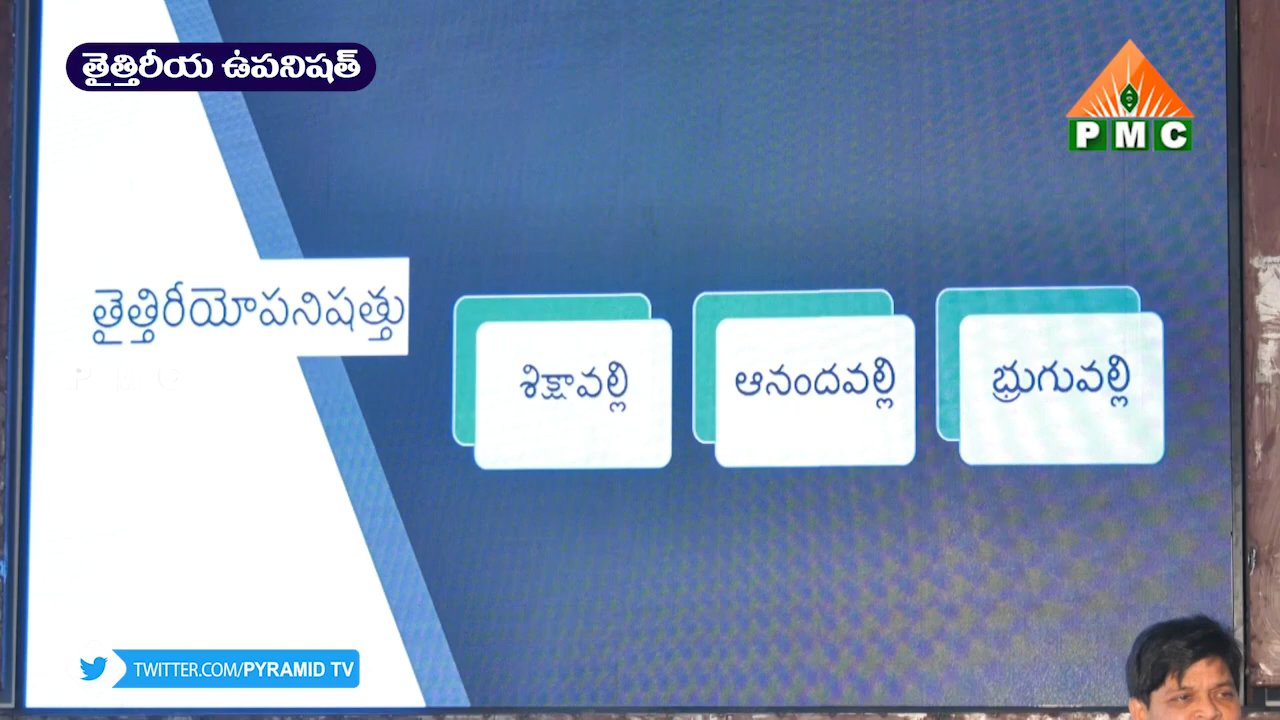 తైత్తిరీయ ఉపనిషత్
PMC
తైత్తిరీయోపనిషత్తు
శిక్షావల్లి
ఆనందవల్లి
భ్రుగువల్లి
P M C
TWITTER.COM/PYRAMID TV